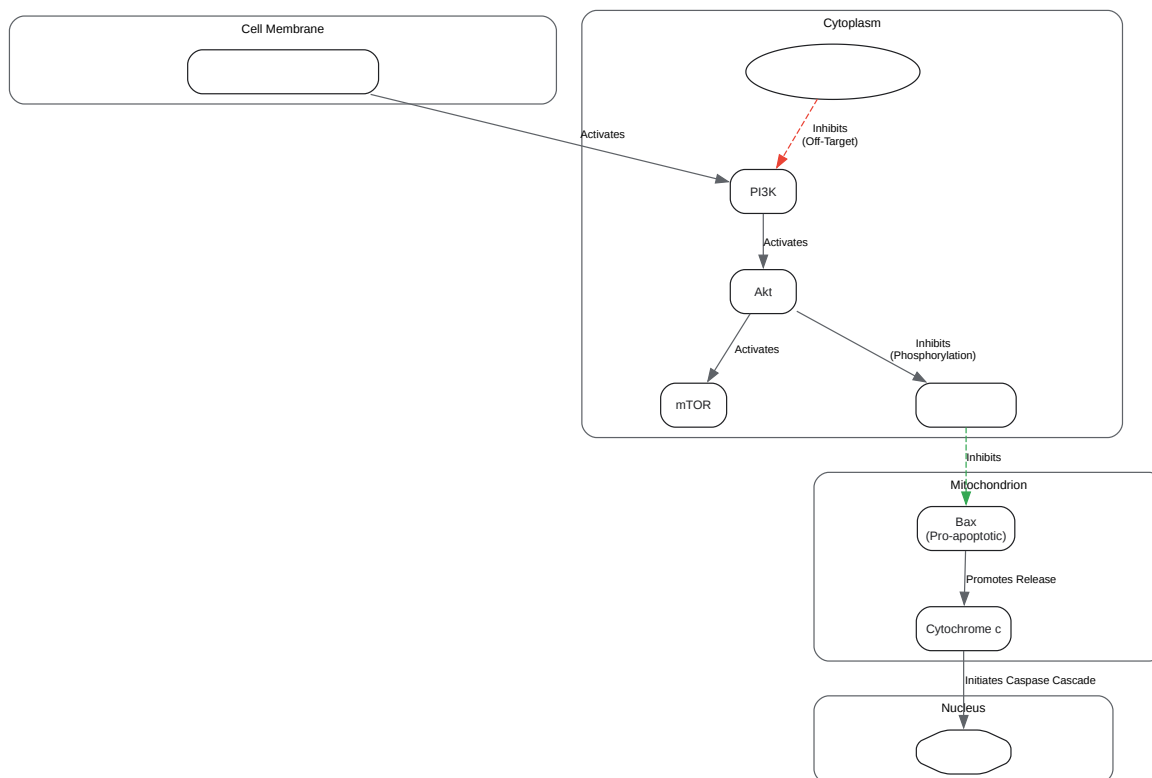 Cell Membrane
Cytoplasm
Activates
Inhibits
(Off-Target)
PI3K
Activates
Akt
Activates
Inhibits
(Phosphorylation)
mTOR
Inhibits
Mitochondrion
Bax
(Pro-apoptotic)
Promotes Release
Cytochrome c
Initiates Caspase Cascade
Nucleus